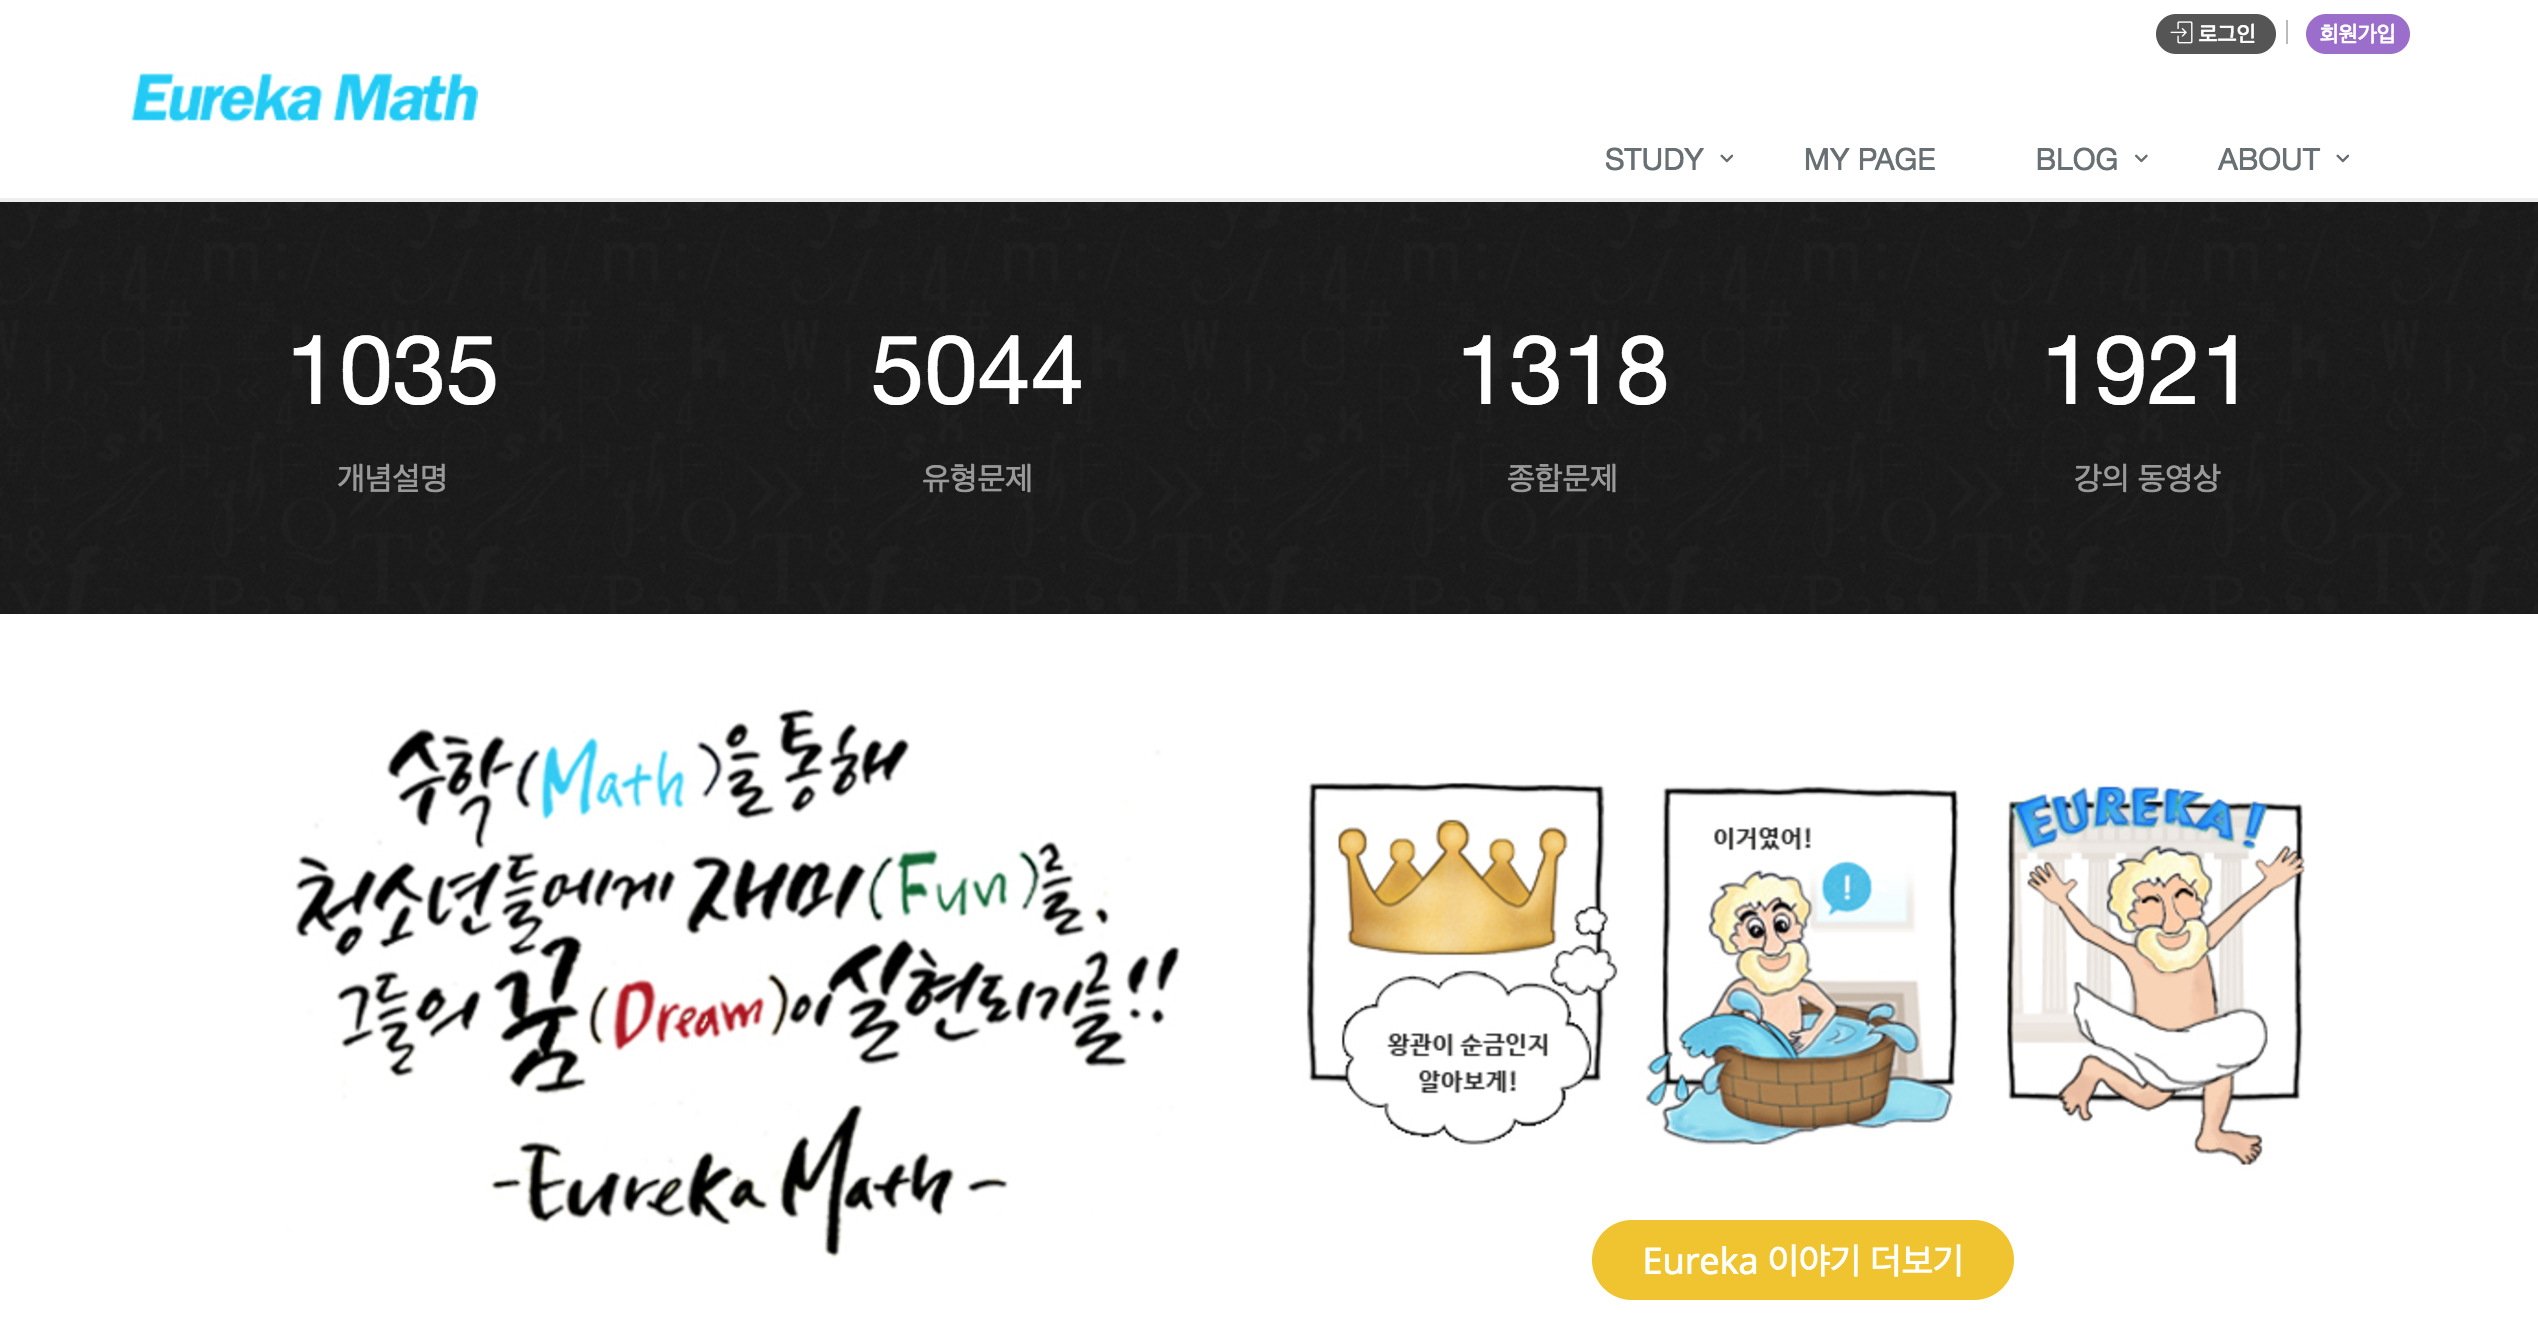 로그인
회원가입
Eureka Math
STUDY
MY PAGE
BLOG
ABOUT
1035
5044
1318
1921
개념설명
유형문제
종합문제
강의 동영상
수학(Math)을 통해
청소년들에게 재미(Fun)를,
그들의 꿈(Dream)이 실현되기를!!
-Eureka Math-
왕관이 순금인지
알아보게!
이거였어!
!
EUREKA!
Eureka 이야기 더보기